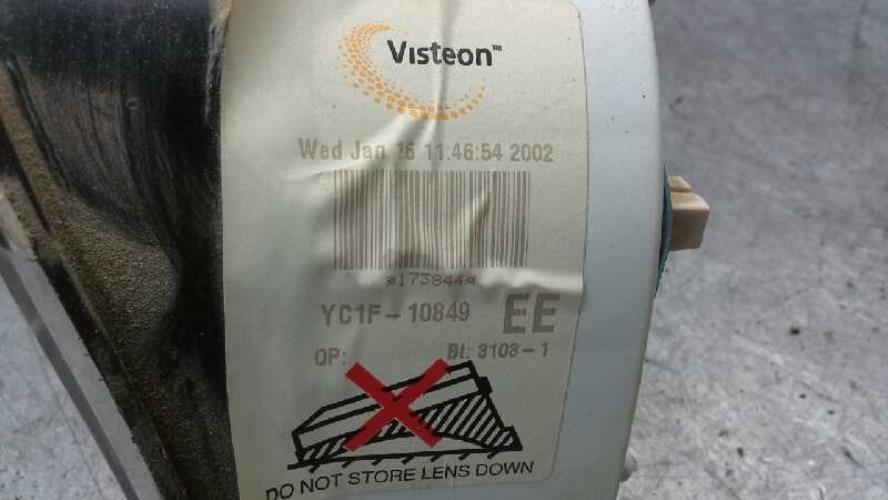 Visteon™
Wed Jan 16 11:46:54 2002
*173844*
YC1F-10849 EE
OP: Bl: 3103-1
DO NOT STORE LENS DOWN